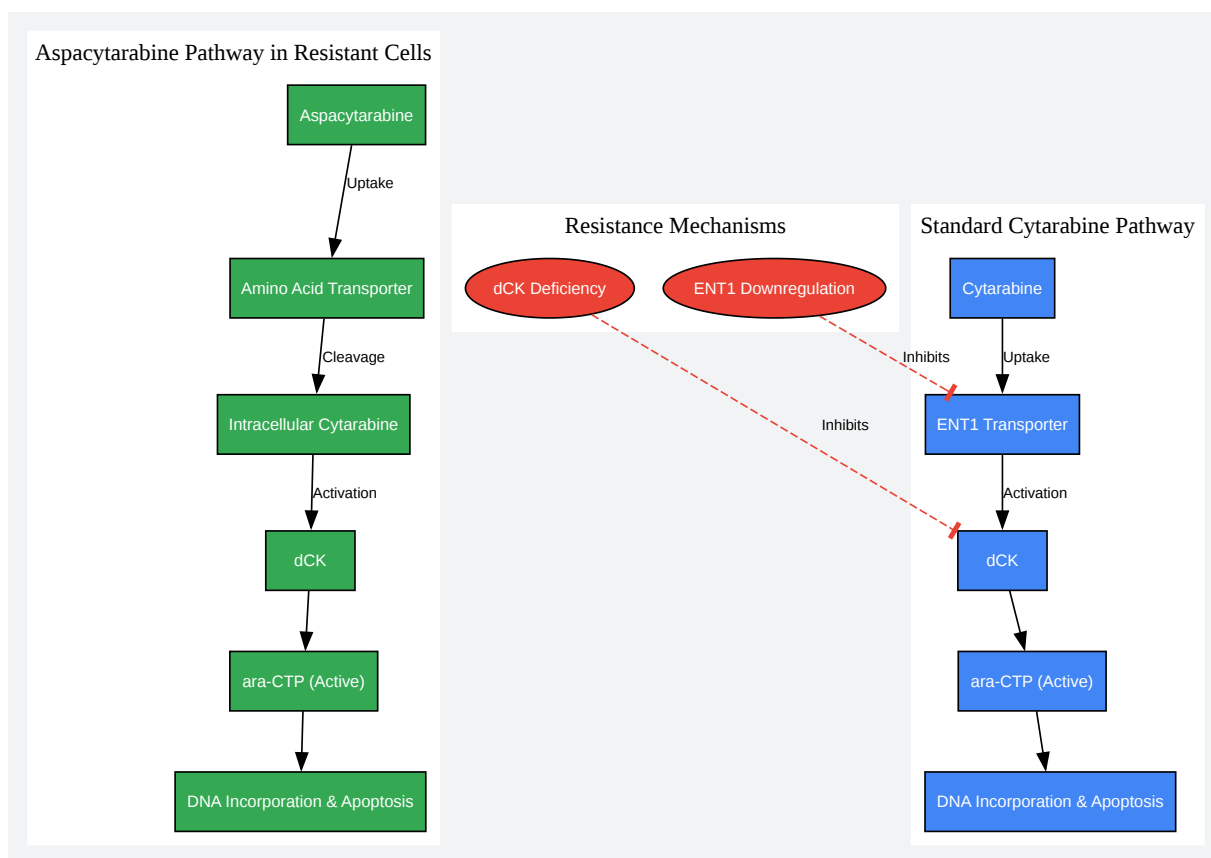 Aspacytarabine Pathway in Resistant Cells
Aspacytarabine
Uptake
Amino Acid Transporter
Cleavage
Intracellular Cytarabine
Activation
dCK
ara-CTP (Active)
DNA Incorporation & Apoptosis
Resistance Mechanisms
dCK Deficiency
ENT1 Downregulation
Inhibits
Inhibits
Standard Cytarabine Pathway
Cytarabine
Uptake
ENT1 Transporter
Activation
dCK
ara-CTP (Active)
DNA Incorporation & Apoptosis